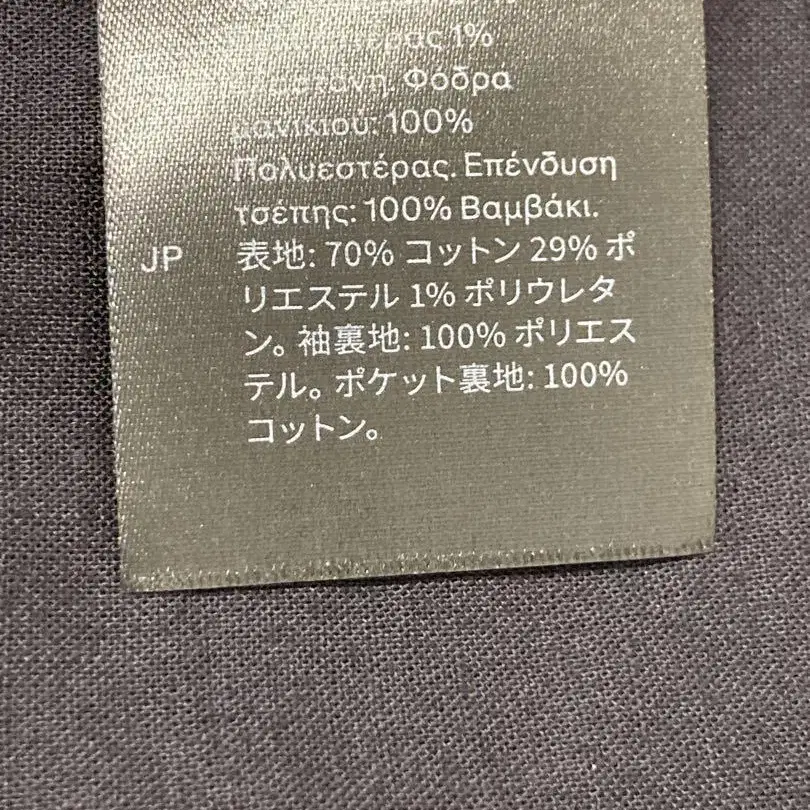 1%
Φόδρα
μανικιού: 100%
Πολυεστέρας. Επένδυση
τσέπης: 100% Βαμβάκι.
JP 表地: 70% コットン 29% ポ
リエステル 1% ポリウレタ
ン。袖裏地: 100% ポリエス
テル。ポケット裏地: 100%
コットン。